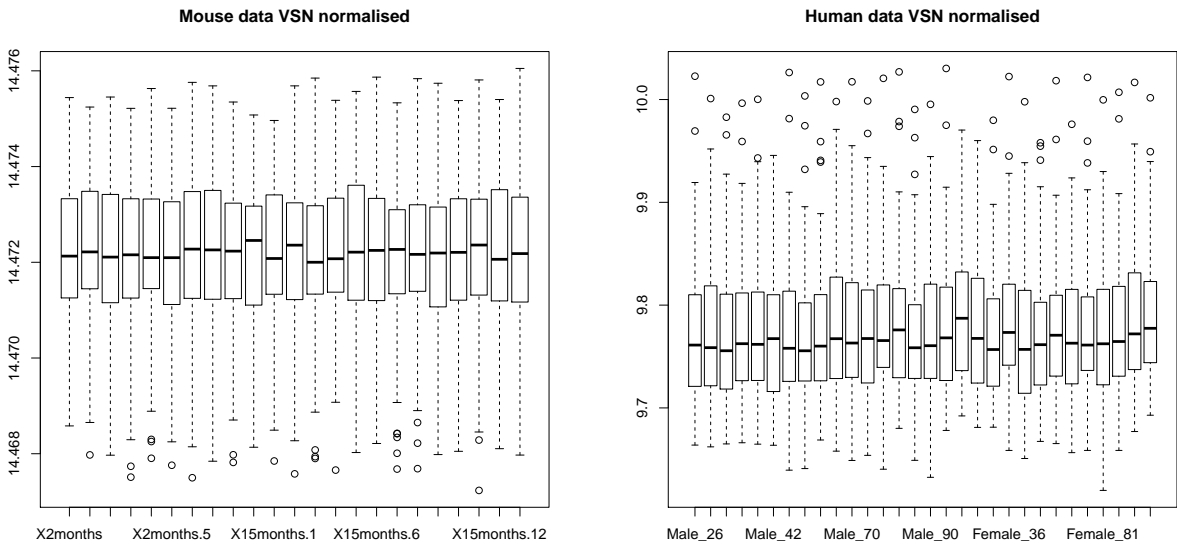 Mouse data VSN normalised
14.476
14.474
14.472
14.470
14.468
X2months X2months.5 X15months.1 X15months.6 X15months.12
Human data VSN normalised
10.0
9.9
9.8
9.7
Male_26 Male_42 Male_70 Male_90 Female_36 Female_81